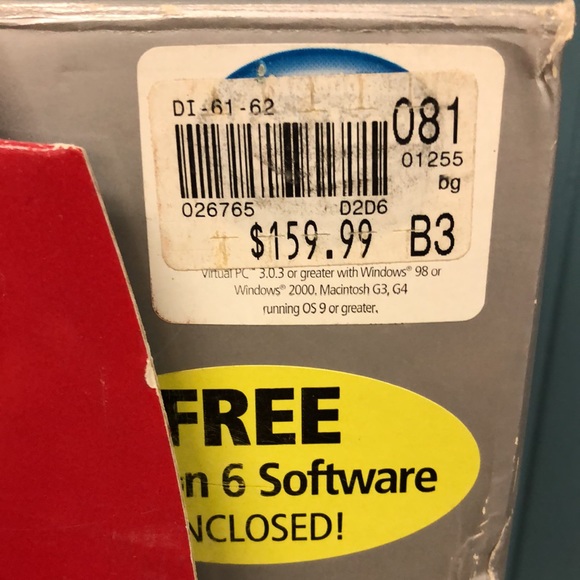 DI-61-62
081
01255
bg
026765 D2D6
$159.99 B3
Virtual PC™ 3.0.3 or greater with Windows® 98 or
Windows® 2000. Macintosh G3, G4
running OS 9 or greater.
FREE
6 Software
NCLOSED!